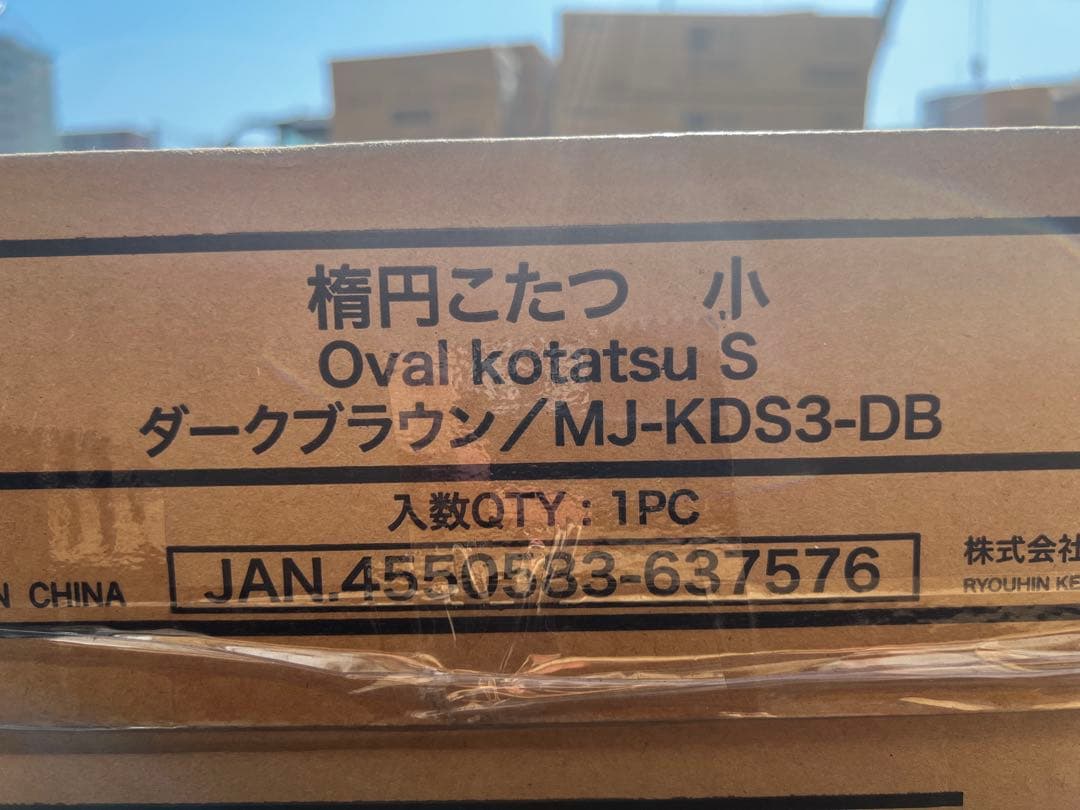 楕円こたつ 小
Oval kotatsu S
ダークブラウン／MJ-KDS3-DB
入数QTY : 1PC
JAN.4550583-637576
N CHINA
株式会社
RYOUHIN KE